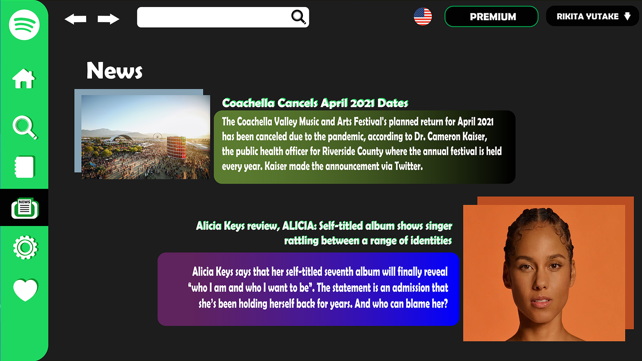 PREMIUM
RIKITA YUTAKE
News
Coachella Cancels April 2021 Dates
The Coachella Valley Music and Arts Festival's planned return for April 2021
has been canceled due to the pandemic, according to Dr. Cameron Kaiser,
the public health officer for Riverside County where the annual festival is held
every year. Kaiser made the announcement via Twitter.
Alicia Keys review, ALICIA: Self-titled album shows singer
rattling between a range of identities
Alicia Keys says that her self-titled seventh album will finally reveal
“who I am and who I want to be”. The statement is an admission that
she's been holding herself back for years. And who can blame her?